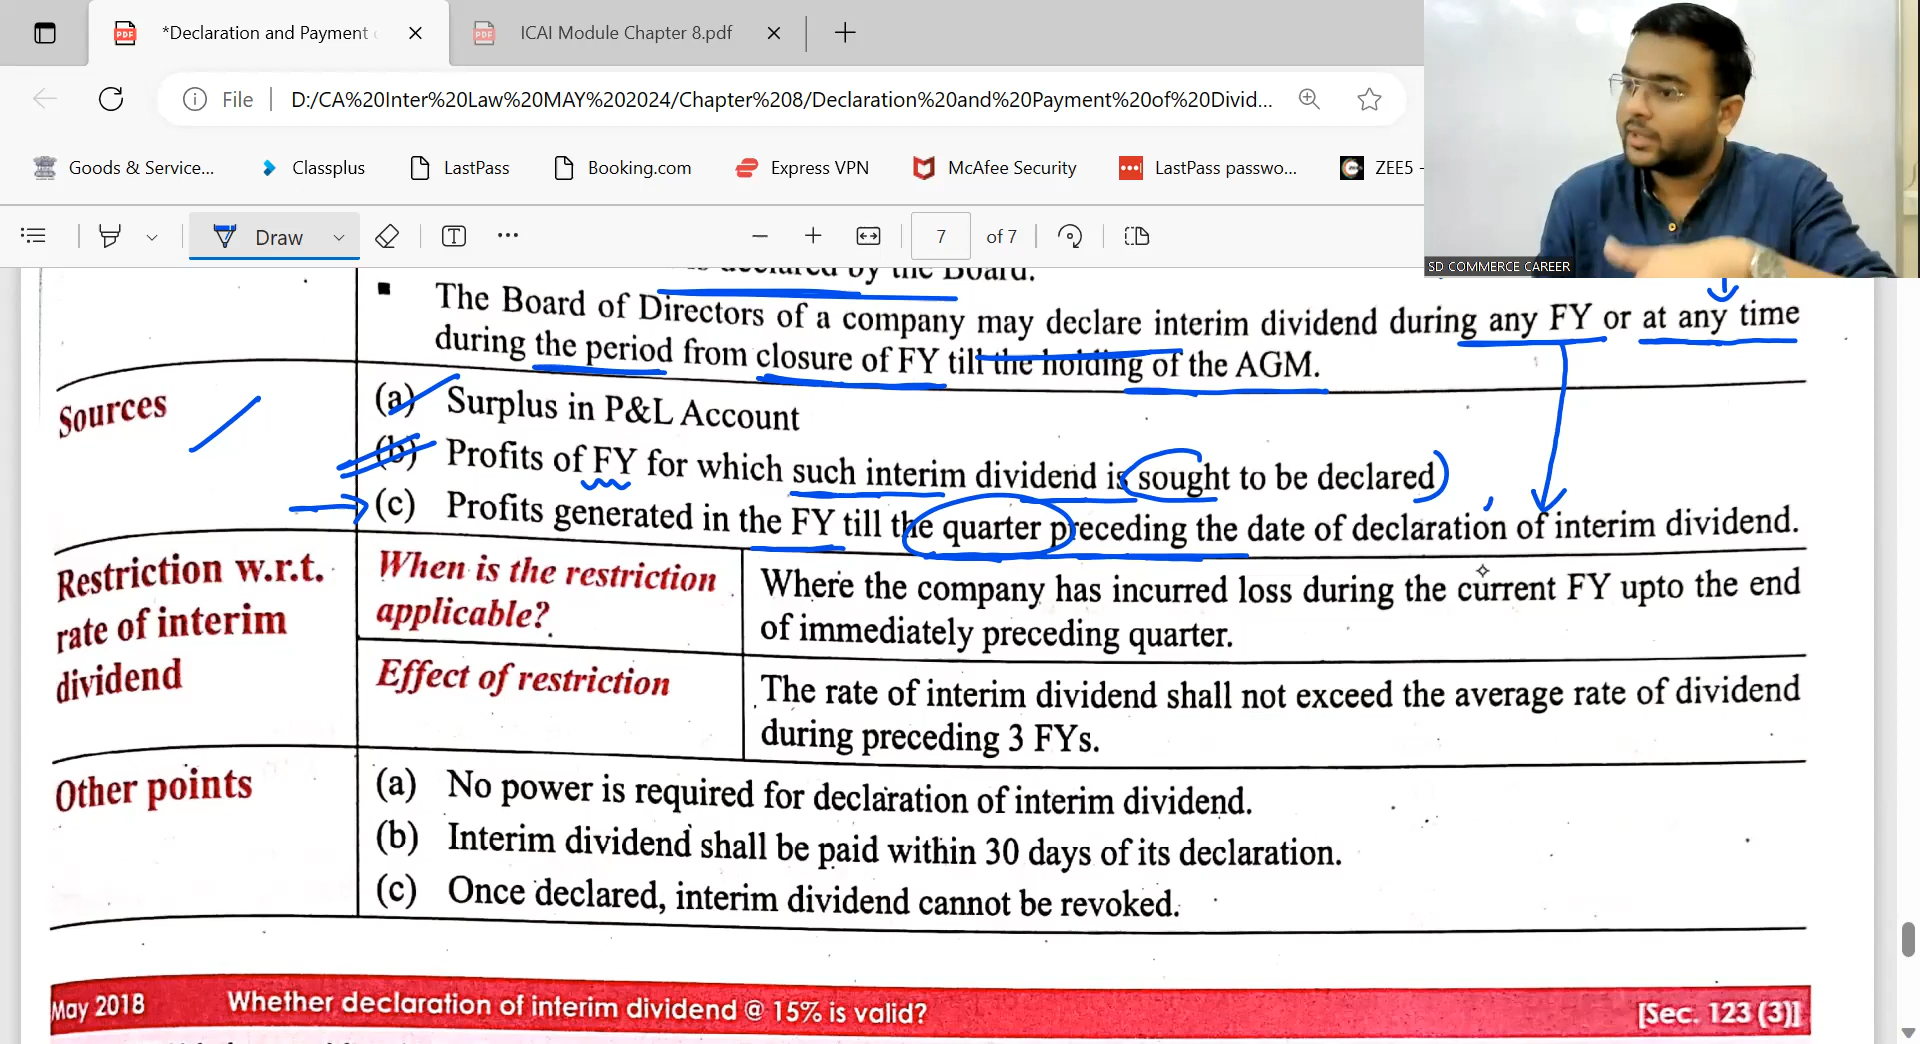 *Declaration and Payment
ICAI Module Chapter 8.pdf
File
D:/CA%20Inter%20Law%20MAY%202024/Chapter%208/Declaration%20and%20Payment%20of%20Divid...
Goods & Service...
Classplus
LastPass
Booking.com
Express VPN
McAfee Security
LastPass passwo...
ZEE5 -
Draw
7
of 7
SD COMMERCE CAREER
declared by the Board.
▪ The Board of Directors of a company may declare interim dividend during any FY or at any time
during the period from closure of FY till the holding of the AGM.
Sources
(a) Surplus in P&L Account
(b) Profits of FY for which such interim dividend is sought to be declared
(c) Profits generated in the FY till the quarter preceding the date of declaration of interim dividend.
Restriction w.r.t.
rate of interim
dividend
When is the restriction
applicable?
Where the company has incurred loss during the current FY upto the end
of immediately preceding quarter.
Effect of restriction
The rate of interim dividend shall not exceed the average rate of dividend
during preceding 3 FYs.
Other points
(a) No power is required for declaration of interim dividend.
(b) Interim dividend shall be paid within 30 days of its declaration.
(c) Once declared, interim dividend cannot be revoked.
May 2018 Whether declaration of interim dividend @ 15% is valid? [Sec. 123 (3)]